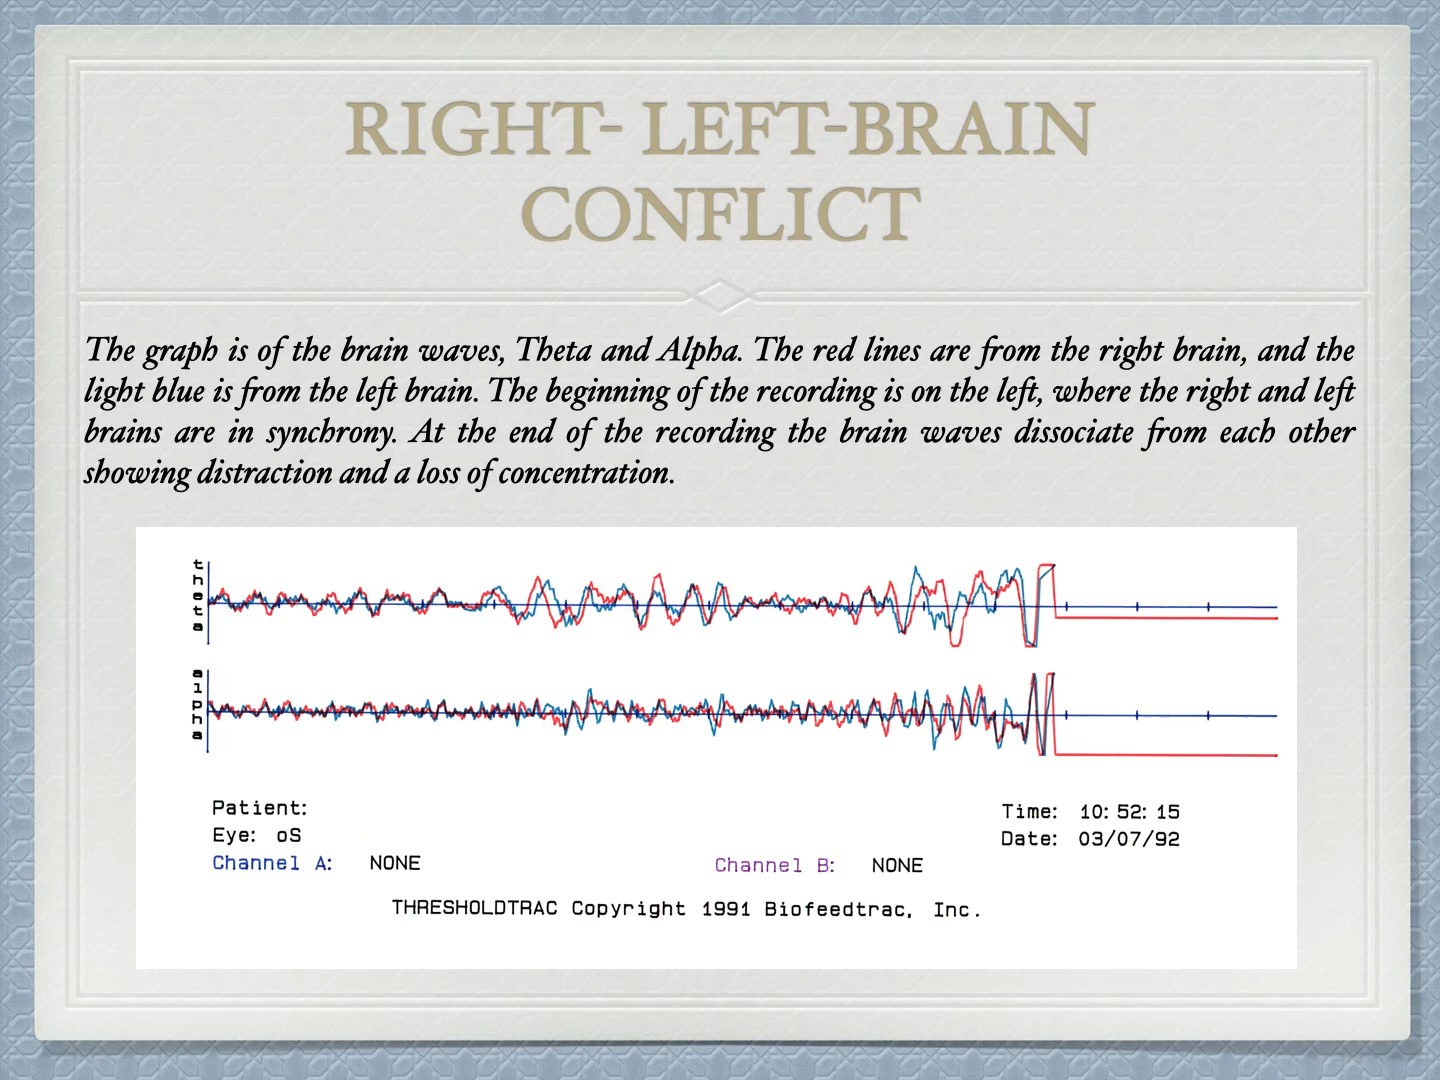 RIGHT- LEFT-BRAIN
CONFLICT
The graph is of the brain waves, Theta and Alpha. The red lines are from the right brain, and the
light blue is from the left brain. The beginning of the recording is on the left, where the right and left
brains are in synchrony. At the end of the recording the brain waves dissociate from each other
showing distraction and a loss of concentration.
theta
alpha
Patient:
Eye: oS
Channel A: NONE
Channel B: NONE
Time: 10: 52: 15
Date: 03/07/92
THRESHOLDTRAC Copyright 1991 Biofeedtrac, Inc.